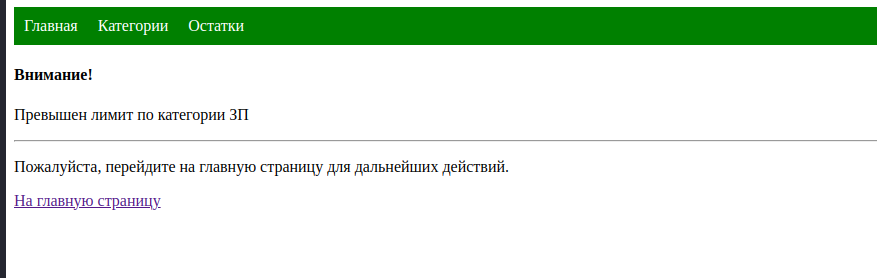 Главная Категории Остатки
Внимание!
Превышен лимит по категории ЗП
Пожалуйста, перейдите на главную страницу для дальнейших действий.
На главную страницу